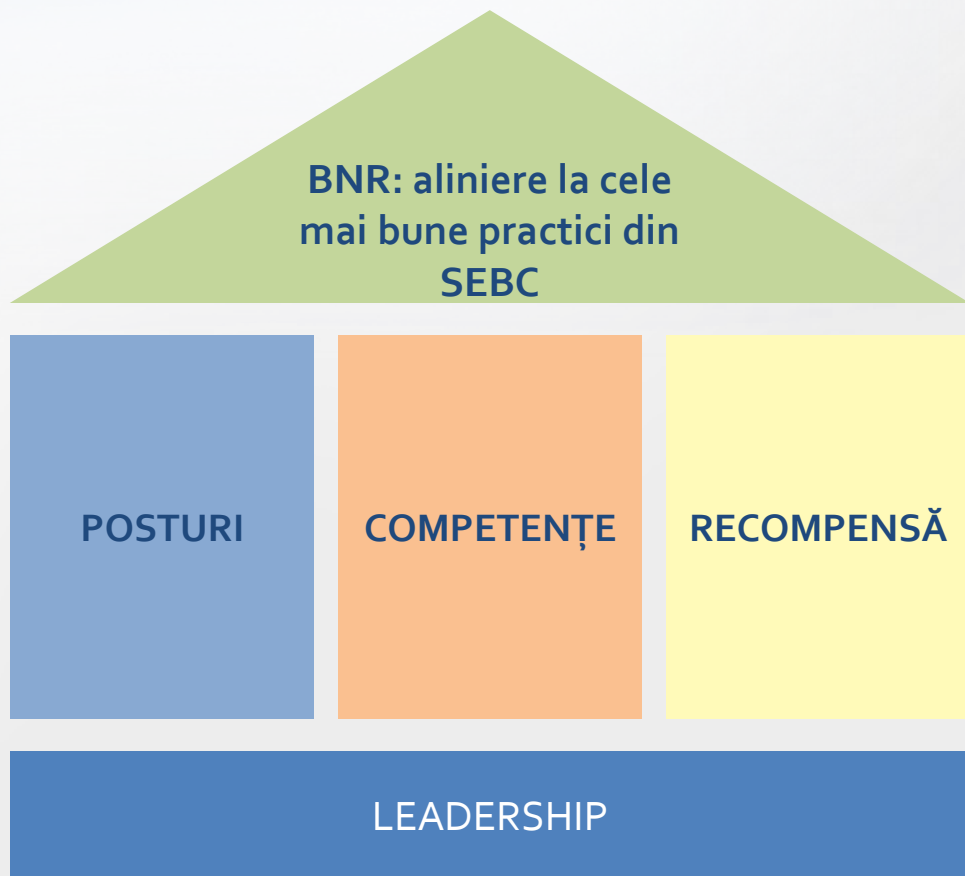 BNR: aliniere la cele
mai bune practici din
SEBC
POSTURI
COMPETENȚE
RECOMPENSĂ
LEADERSHIP